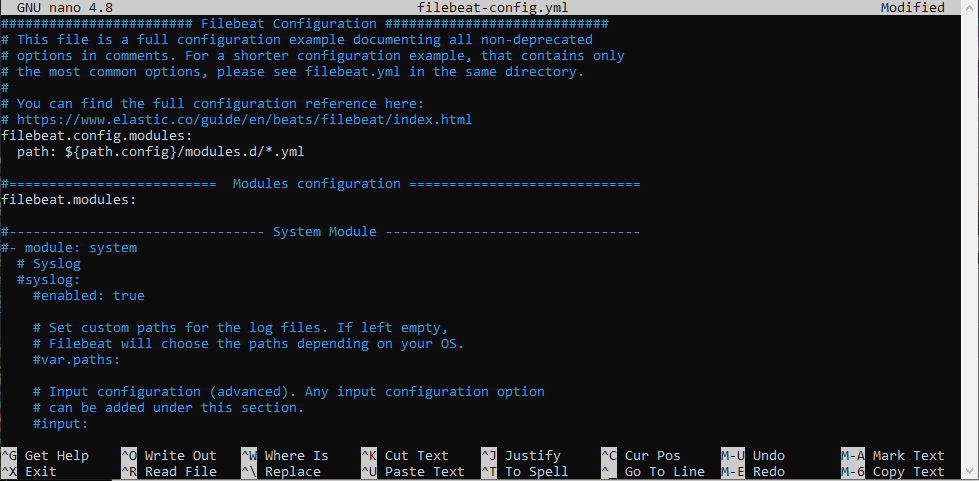 GNU nano 4.8 filebeat-config.yml Modified
######################## Filebeat Configuration ############################
# This file is a full configuration example documenting all non-deprecated
# options in comments. For a shorter configuration example, that contains only
# the most common options, please see filebeat.yml in the same directory.
#
# You can find the full configuration reference here:
# https://www.elastic.co/guide/en/beats/filebeat/index.html
filebeat.config.modules:
  path: ${path.config}/modules.d/*.yml
#==========================  Modules configuration =============================
filebeat.modules:
#-------------------------------- System Module --------------------------------
#- module: system
  # Syslog
  #syslog:
    #enabled: true
    # Set custom paths for the log files. If left empty,
    # Filebeat will choose the paths depending on your OS.
    #var.paths:
    # Input configuration (advanced). Any input configuration option
    # can be added under this section.
    #input:
^G Get Help ^O Write Out ^W Where Is ^K Cut Text ^J Justify ^C Cur Pos M-U Undo M-A Mark Text
^X Exit ^R Read File ^\ Replace ^U Paste Text ^T To Spell ^_ Go To Line M-E Redo M-6 Copy Text